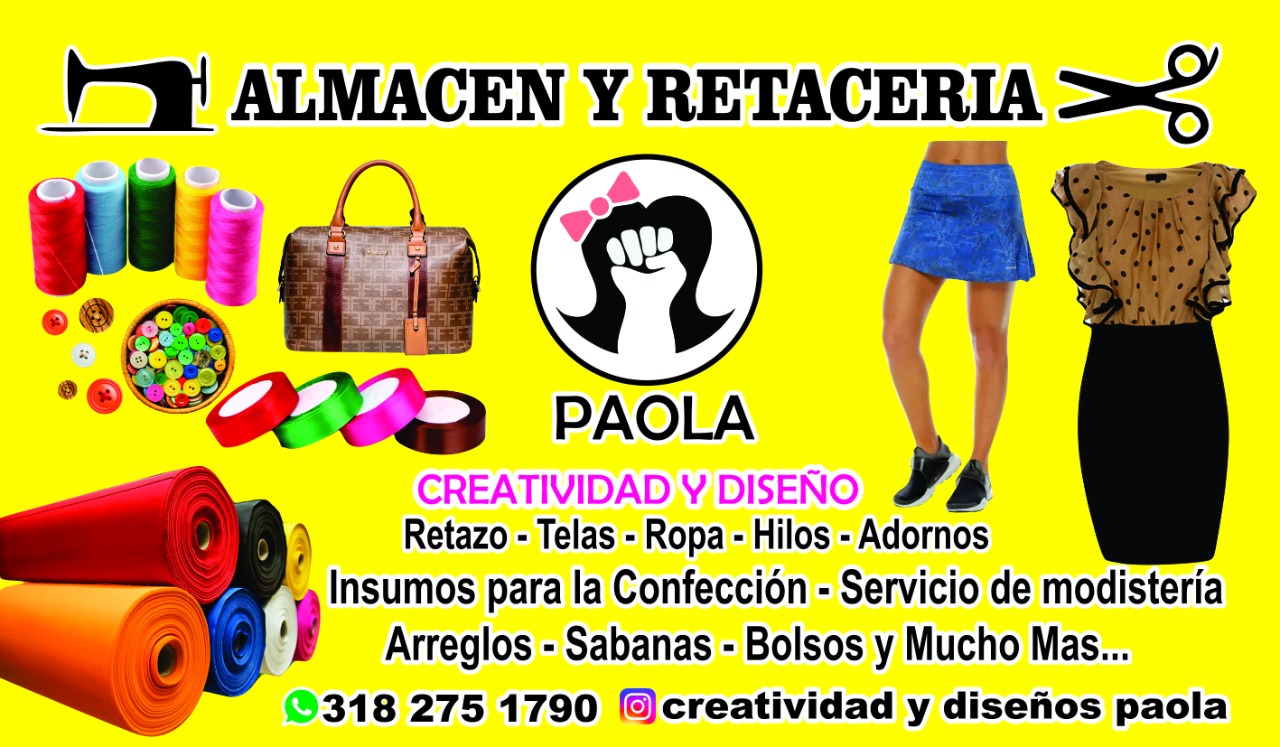 ALMACEN Y RETACERIA
PAOLA
CREATIVIDAD Y DISEÑO
Retazo - Telas - Ropa - Hilos - Adornos
Insumos para la Confección - Servicio de modistería
Arreglos - Sabanas - Bolsos y Mucho Mas...
318 275 1790 creatividad y diseños paola